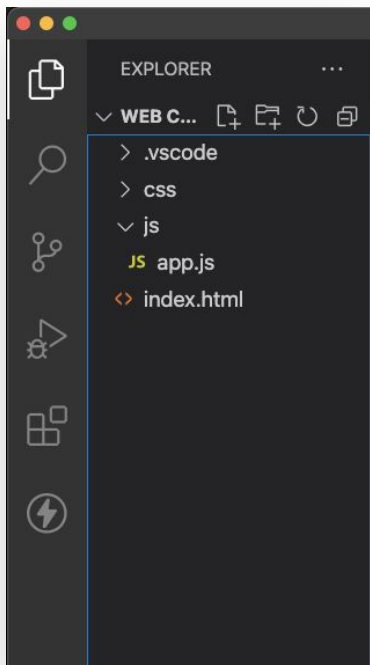 EXPLORER ...
WEB C...
.vscode
css
js
JS app.js
<> index.html